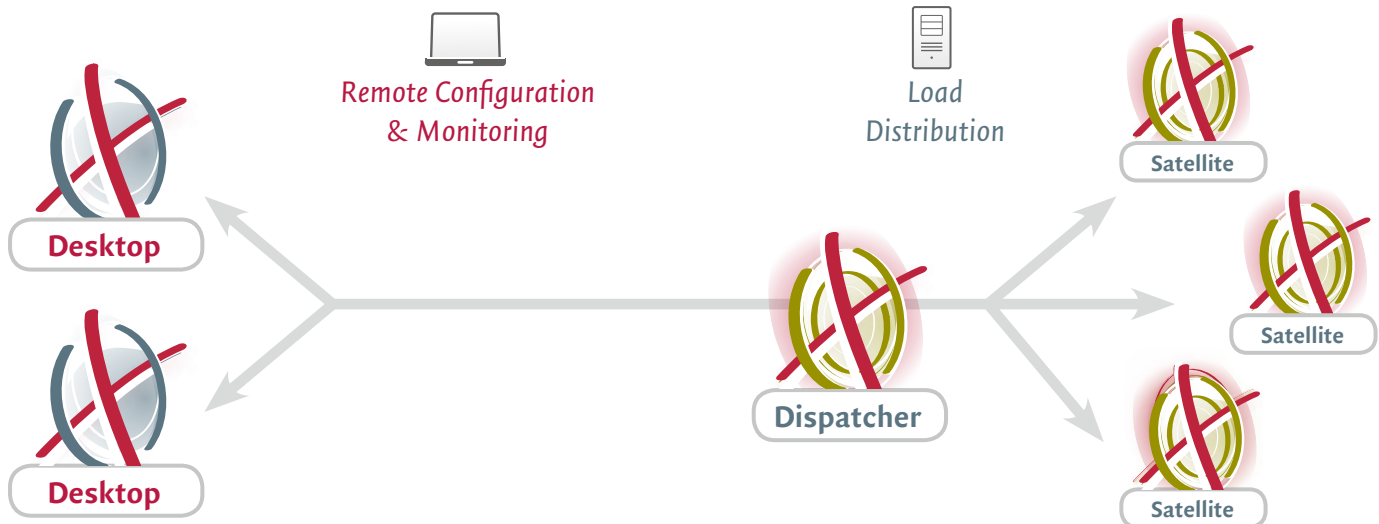 Remote Configuration
& Monitoring
Load
Distribution
Satellite
Desktop
Satellite
Dispatcher
Desktop
Satellite